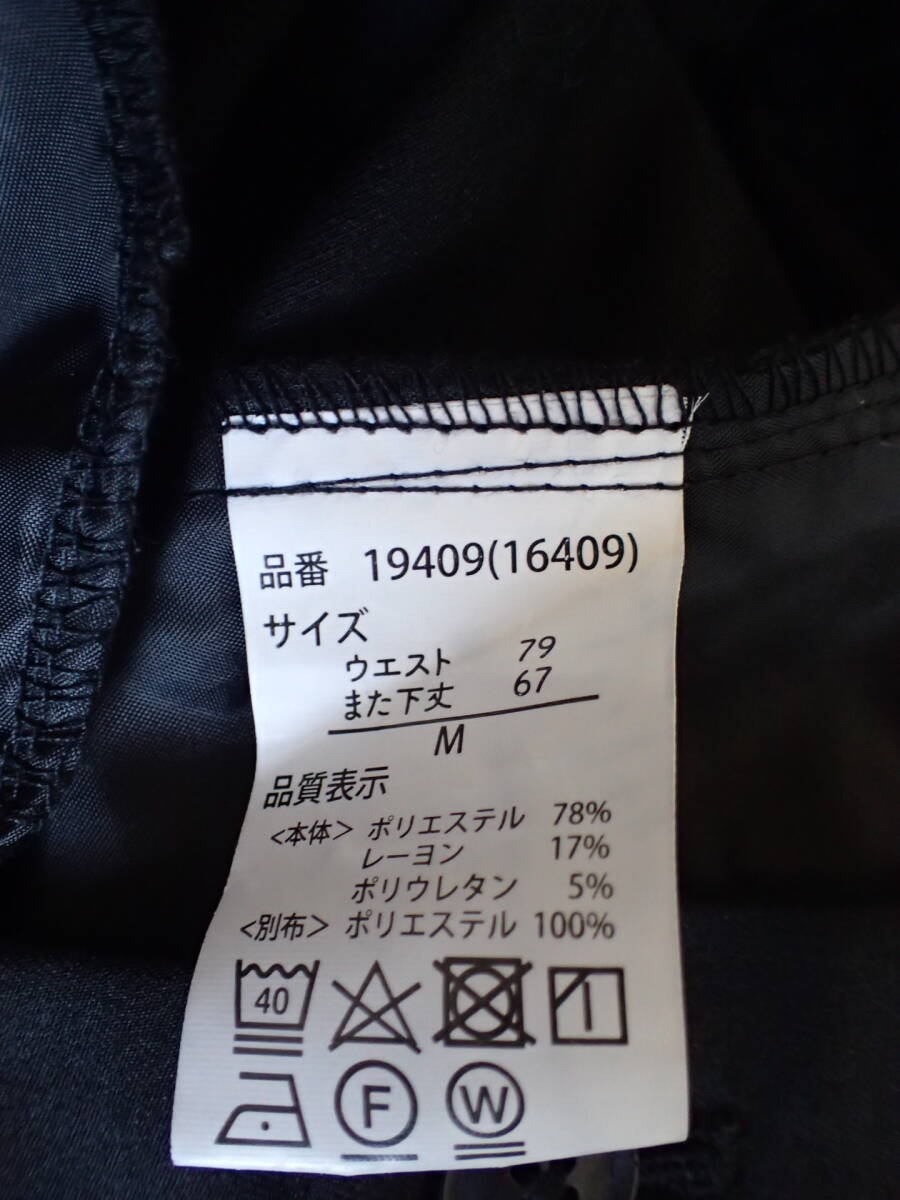 品番 19409(16409)
サイズ
ウエスト 79
また下丈 67
M
品質表示
<本体> ポリエステル 78%
レーヨン 17%
ポリウレタン 5%
<別布> ポリエステル 100%
40
F W